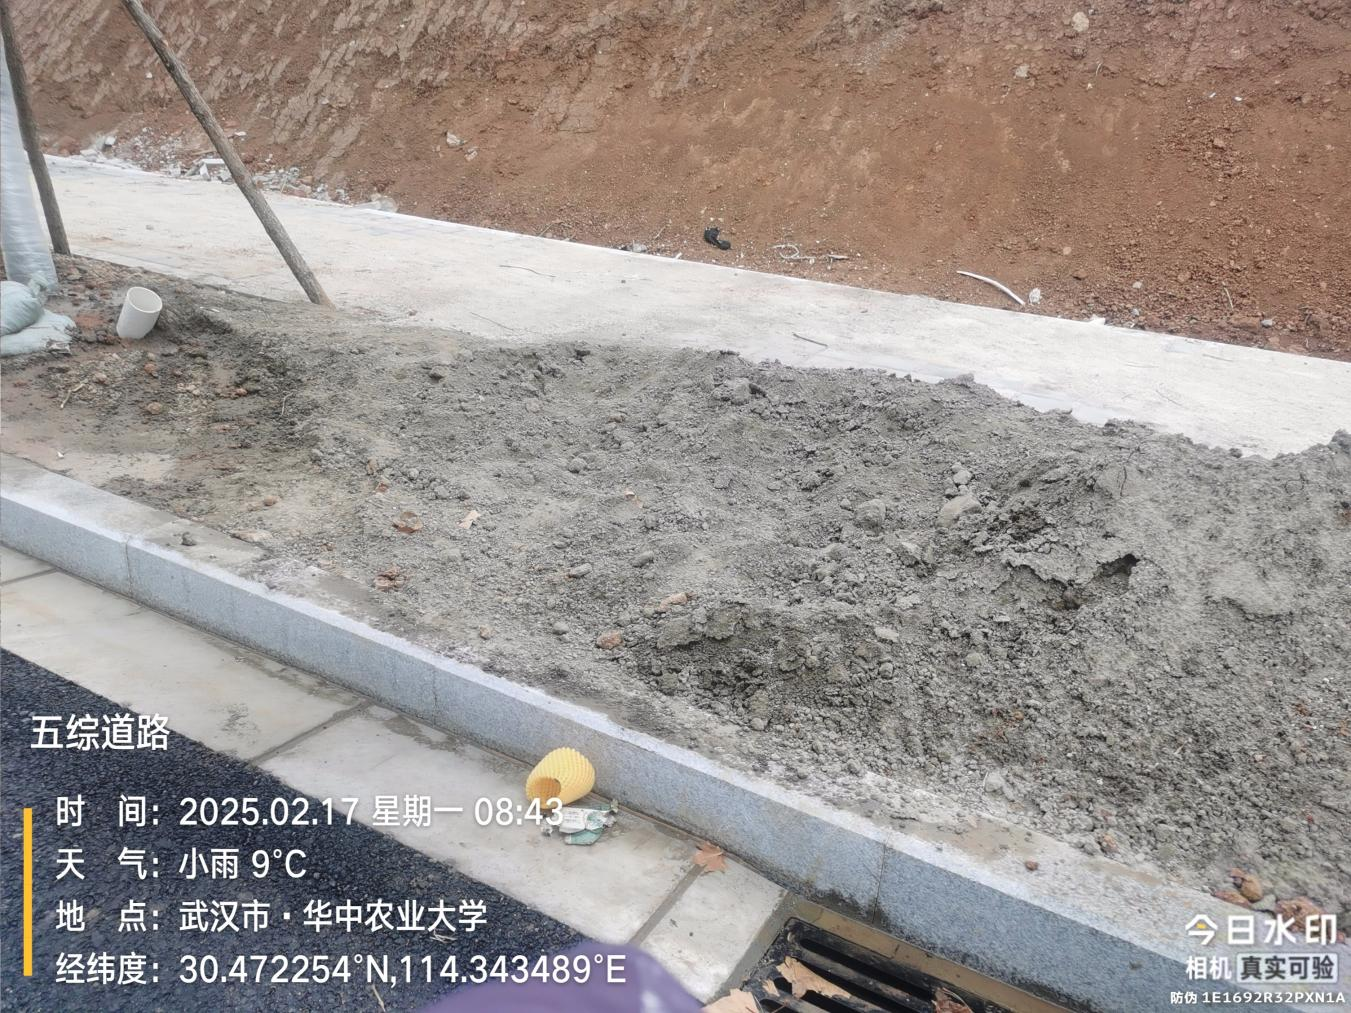 五综道路
时 间：2025.02.17 星期一 08:43
天 气：小雨 9°C
地 点：武汉市·华中农业大学
经纬度：30.472254°N,114.343489°E
今日水印
相机 真实可验
防伪 1E1692R32PXN1A